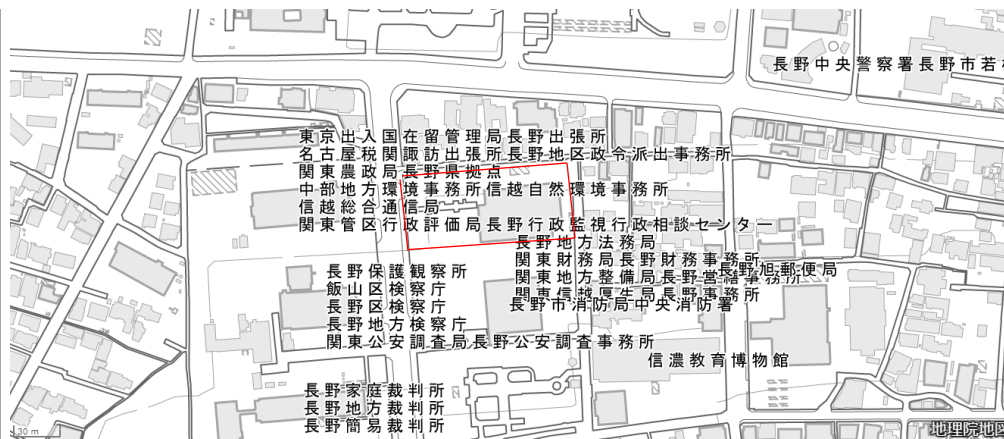 長野中央警察署長野市若
東京出入国在留管理局長野出張所
名古屋税関諏訪出張所長野地区政令派出事務所
関東農政局長野県拠点
中部地方環境事務所信越自然環境事務所
信越総合通信局
関東管区行政評価局長野行政監視行政相談センター
長野地方法務局
関東財務局長野財務事務所
長野旭郵便局
関東地方整備局長野営繕事務所
関東信越厚生局長野事務所
長野市消防局中央消防署
長野保護観察所
飯山区検察庁
長野区検察庁
長野地方検察庁
関東公安調査局長野公安調査事務所
信濃教育博物館
長野家庭裁判所
長野地方裁判所
長野簡易裁判所
30 m
地理院地図